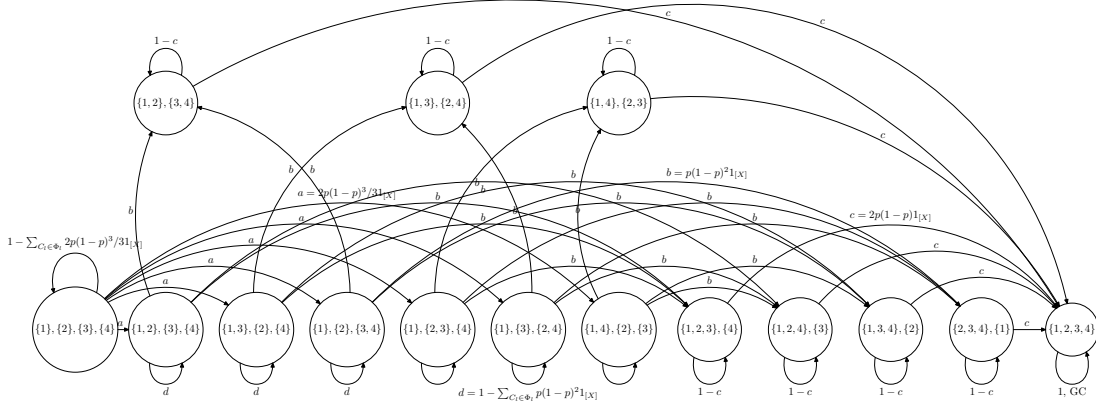 c
c
1 − c
1 − c
1 − c
{1, 2}, {3, 4}
{1, 3}, {2, 4}
{1, 4}, {2, 3}
c
b
b
b
b
b = p(1 − p)^2 1_{[X]}
a = 2p(1 − p)^3/3 1_{[X]}
b
b
b
b
b
b
a
b
b
b
c = 2p(1 − p)1_{[X]}
1 − ∑_{C_i∈Φ_i} 2p(1 − p)^3/3 1_{[X]}
a
b
b
c
a
b
c
a
b
{1}, {2}, {3}, {4}
a
{1, 2}, {3}, {4}
{1, 3}, {2}, {4}
{1}, {2}, {3, 4}
{1}, {2, 3}, {4}
{1}, {3}, {2, 4}
{1, 4}, {2}, {3}
{1, 2, 3}, {4}
{1, 2, 4}, {3}
{1, 3, 4}, {2}
{2, 3, 4}, {1}
c
{1, 2, 3, 4}
d
d
d
d = 1 − ∑_{C_i∈Φ_i} p(1 − p)^2 1_{[X]}
1 − c
1 − c
1 − c
1 − c
1, GC